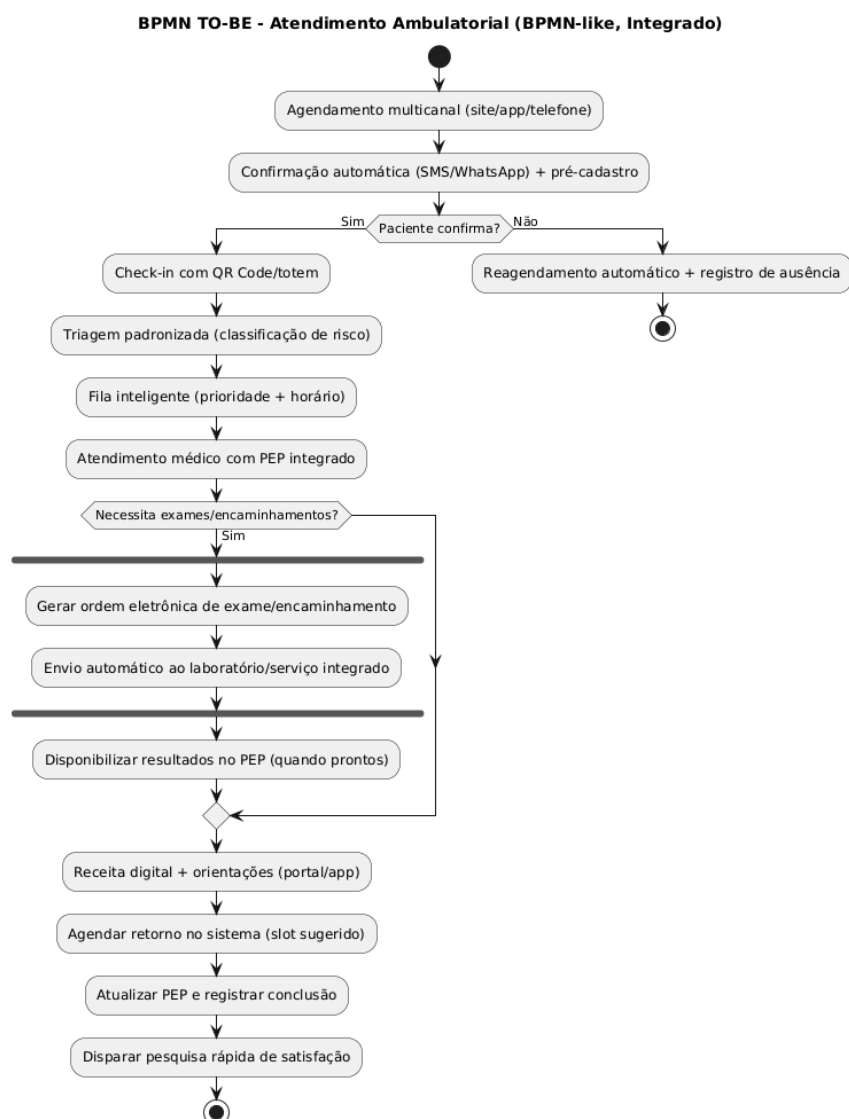 BPMN TO-BE - Atendimento Ambulatorial (BPMN-like, Integrado)
Agendamento multicanal (site/app/telefone)
Confirmação automática (SMS/WhatsApp) + pré-cadastro
Sim
Paciente confirma?
Não
Check-in com QR Code/totem
Reagendamento automático + registro de ausência
Triagem padronizada (classificação de risco)
Fila inteligente (prioridade + horário)
Atendimento médico com PEP integrado
Necessita exames/encaminhamentos?
Sim
Gerar ordem eletrônica de exame/encaminhamento
Envio automático ao laboratório/serviço integrado
Disponibilizar resultados no PEP (quando prontos)
Receita digital + orientações (portal/app)
Agendar retorno no sistema (slot sugerido)
Atualizar PEP e registrar conclusão
Disparar pesquisa rápida de satisfação